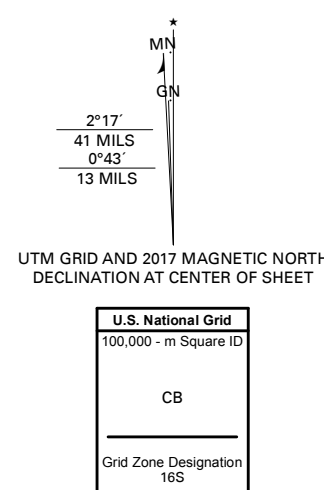 ★
MN
GN
2°17´
41 MILS
0°43´
13 MILS
UTM GRID AND 2017 MAGNETIC NORTH
DECLINATION AT CENTER OF SHEET
U.S. National Grid
100,000 - m Square ID
CB
Grid Zone Designation
16S